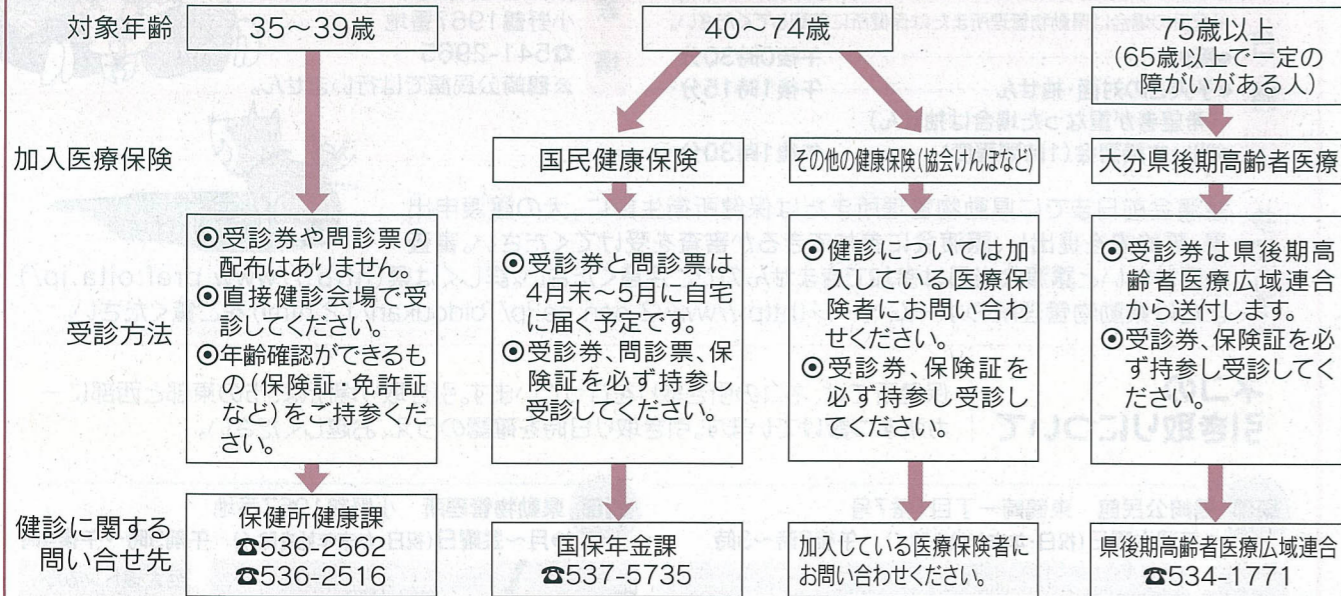 対象年齢
35～39歳
40～74歳
75歳以上
(65歳以上で一定の
障がいがある人)
加入医療保険
国民健康保険
その他の健康保険(協会けんぽなど)
大分県後期高齢者医療
受診方法
◉受診券や問診票の
配布はありません。
◉直接健診会場で受
診してください。
◉年齢確認ができるも
の(保険証・免許証
など)をご持参くだ
さい。
◉受診券と問診票は
4月末～5月に自宅
に届く予定です。
◉受診券、問診票、保
険証を必ず持参し
受診してください。
◉健診については加
入している医療保
険者にお問い合わ
せください。
◉受診券、保険証を
必ず持参し受診し
てください。
◉受診券は県後期高
齢者医療広域連合
から送付します。
◉受診券、保険証を必
ず持参し受診してく
ださい。
健診に関する
問い合せ先
保健所健康課
☎536-2562
☎536-2516
国保年金課
☎537-5735
加入している医療保険者に
お問い合わせください。
県後期高齢者医療広域連合
☎534-1771